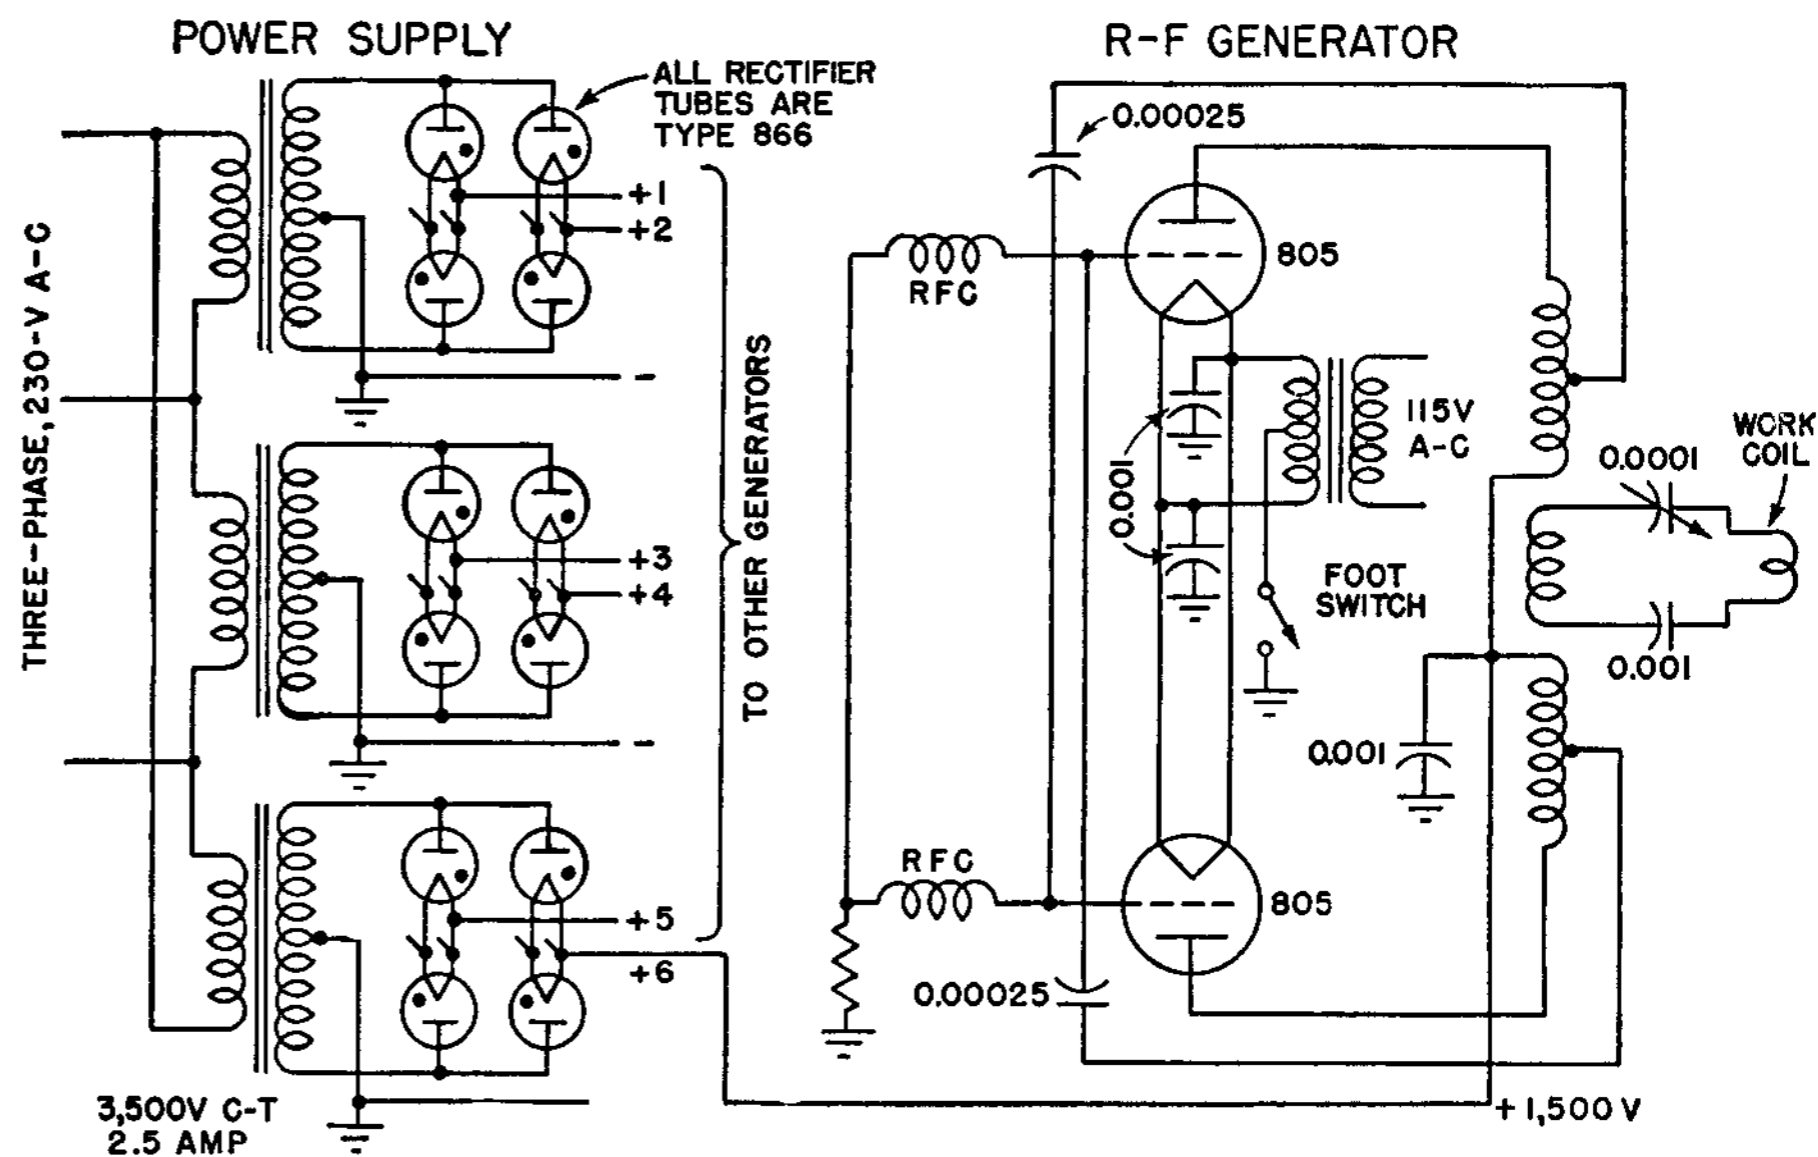 POWER SUPPLY
ALL RECTIFIER
TUBES ARE
TYPE 866
THREE-PHASE, 230-V A-C
+1
+2
-
+3
+4
-
+5
+6
TO OTHER GENERATORS
3,500V C-T
2.5 AMP
R-F GENERATOR
0.00025
805
RFC
115V
A-C
0.001
FOOT
SWITCH
WORK
COIL
0.0001
0.001
0.001
RFC
805
0.00025
+1,500 V